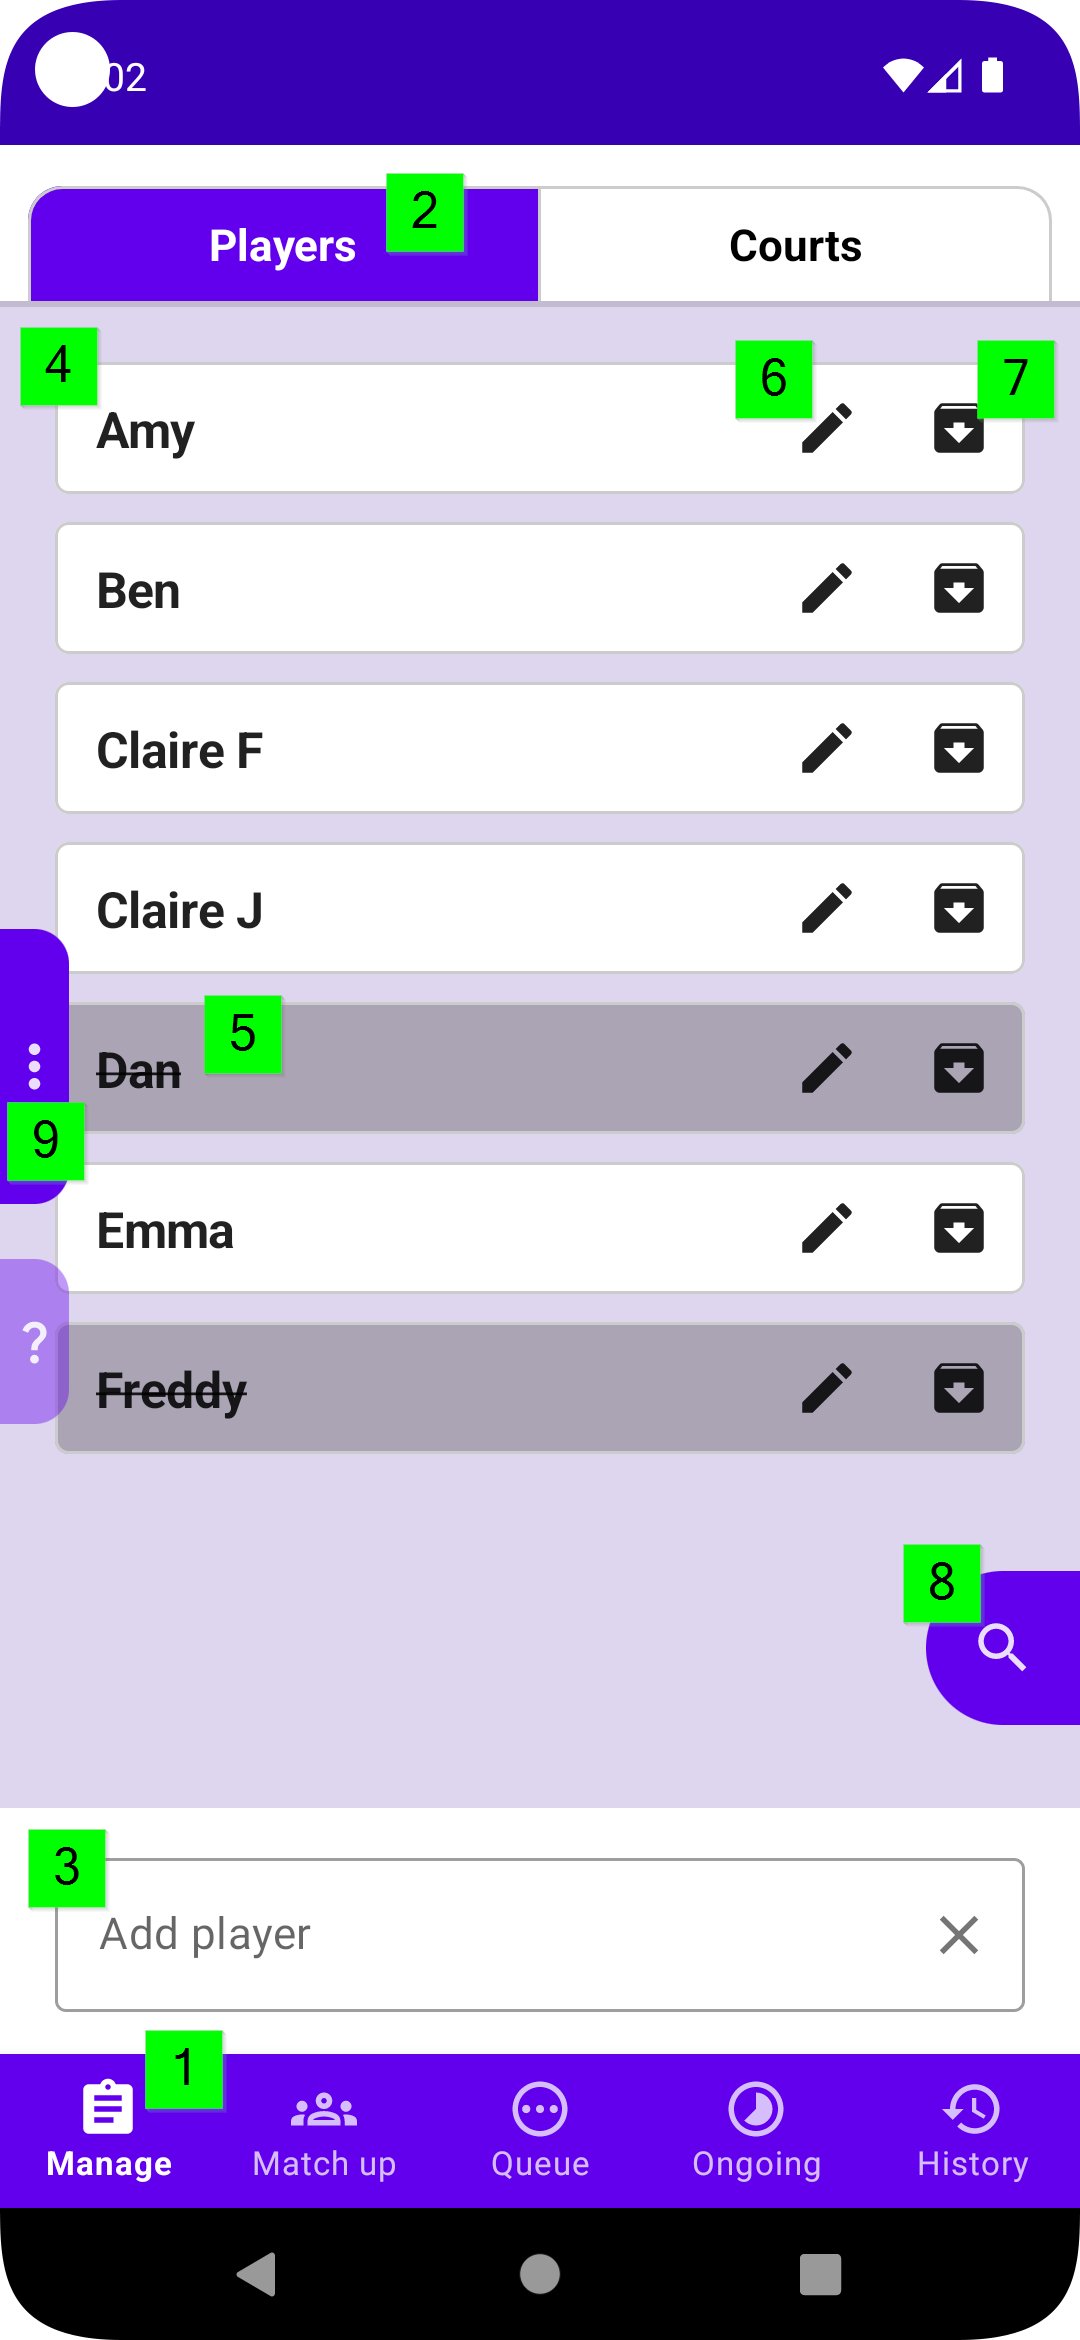 02
2
Players
Courts
4
6
7
Amy
Ben
Claire F
Claire J
5
Dan
9
Emma
?
Freddy
8
3
Add player
1
Manage
Match up
Queue
Ongoing
History